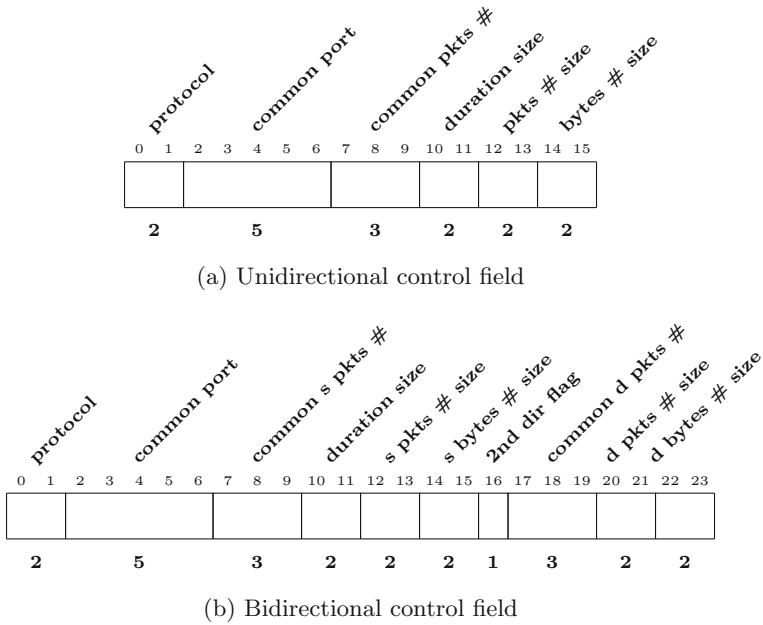 protocol common port common pkts # duration size pkts # size bytes # size
0 1 2 3 4 5 6 7 8 9 10 11 12 13 14 15
2 5 3 2 2 2
(a) Unidirectional control field
protocol common port common s pkts # duration size s pkts # size s bytes # size 2nd dir flag common d pkts # d pkts # size d bytes # size
0 1 2 3 4 5 6 7 8 9 10 11 12 13 14 15 16 17 18 19 20 21 22 23
2 5 3 2 2 2 1 3 2 2
(b) Bidirectional control field